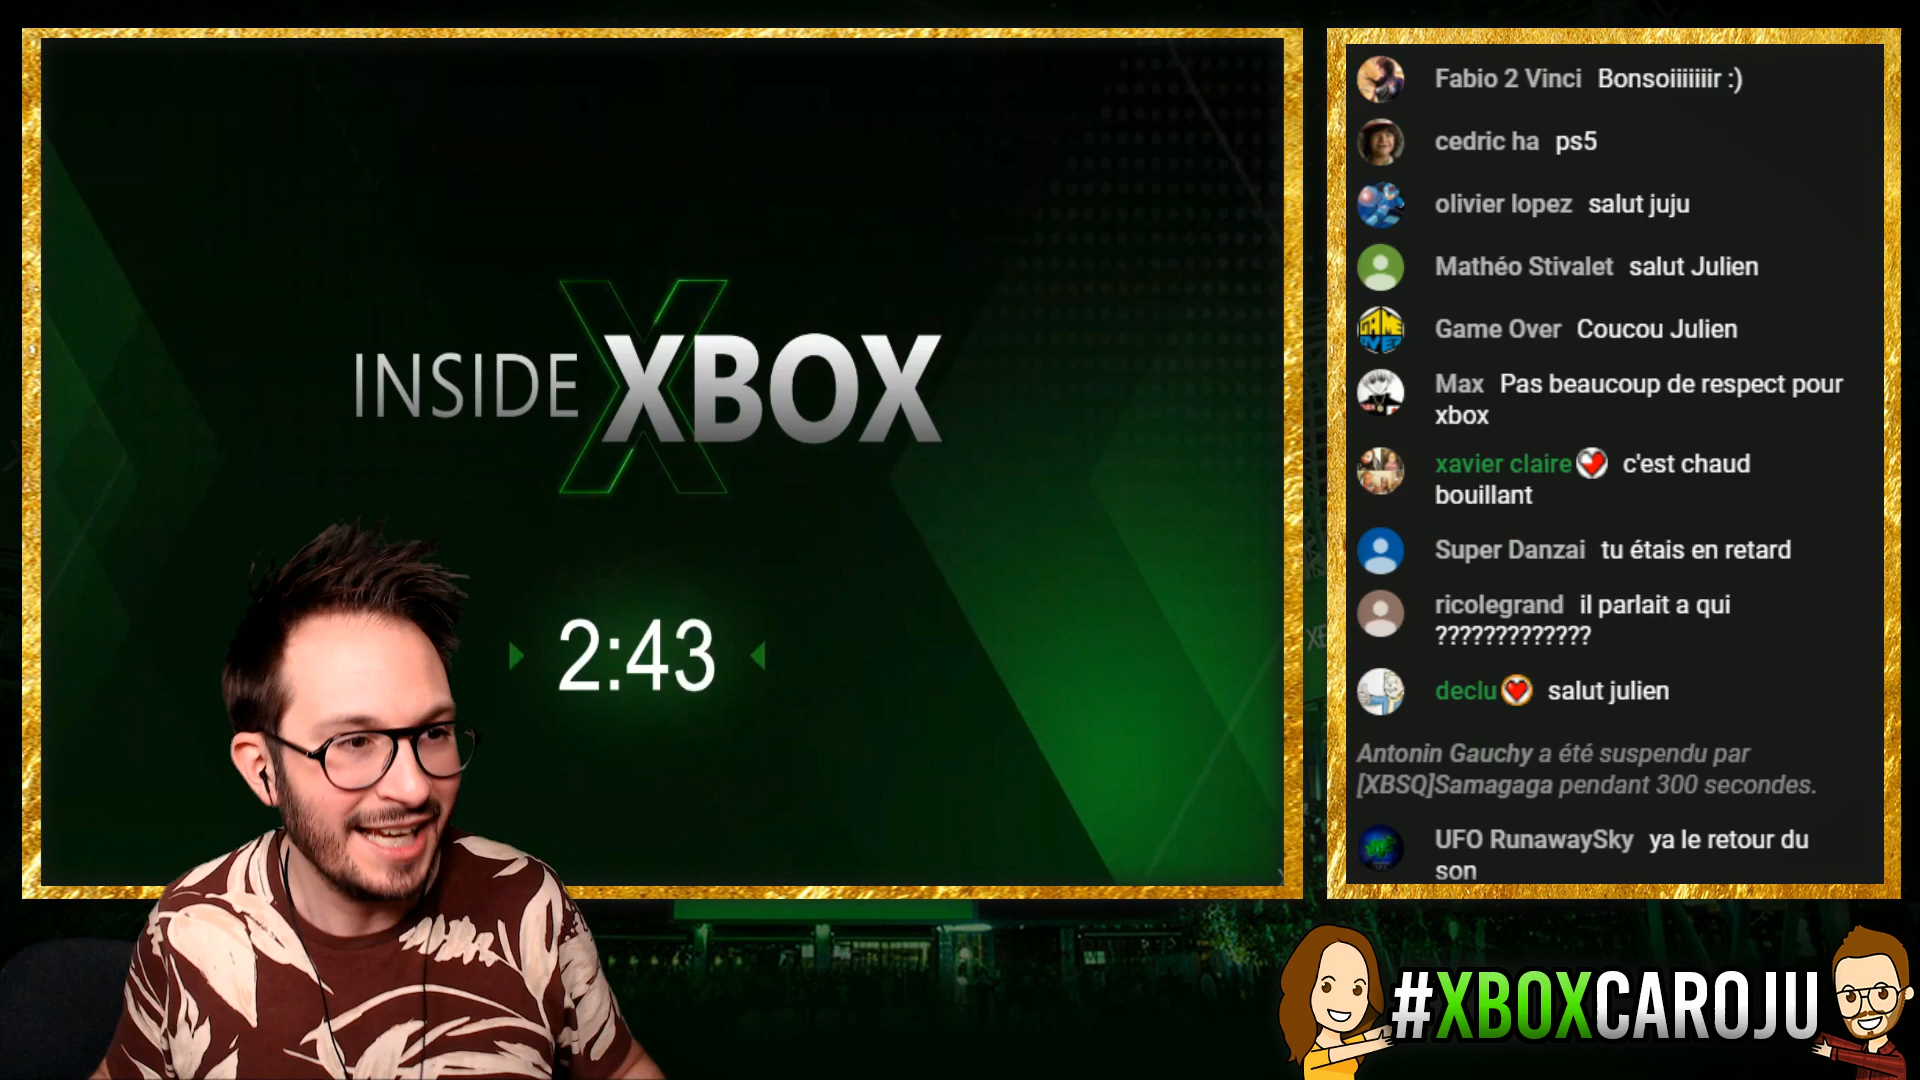 INSIDE XBOX
2:43
Fabio 2 Vinci Bonsoiiiiiiir :)
cedric ha ps5
olivier lopez salut juju
Mathéo Stivalet salut Julien
Game Over Coucou Julien
GAME
OVER
Max Pas beaucoup de respect pour
xbox
xavier claire c'est chaud
bouillant
Super Danzai tu étais en retard
ricolegrand il parlait a qui
?????????????
declu salut julien
Antonin Gauchy a été suspendu par
[XBSQ]Samagaga pendant 300 secondes.
UFO RunawaySky ya le retour du
son
#XBOXCAROJU